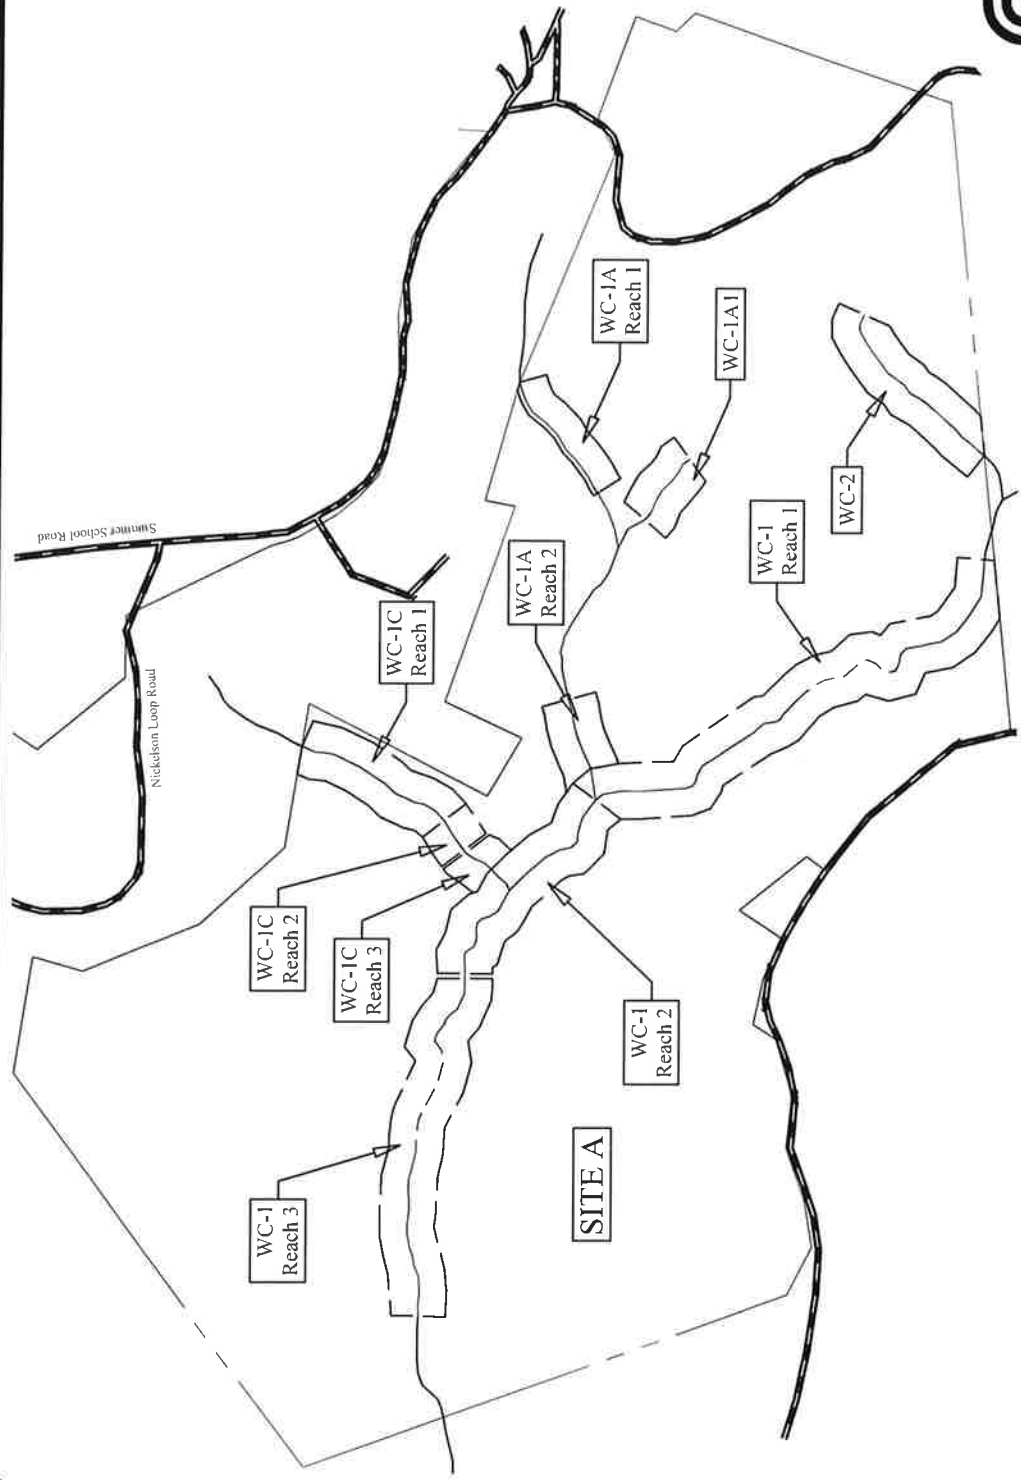 Summer School Road
Nickelson Loop Road
WC-1
Reach 3
WC-1C
Reach 2
WC-1C
Reach 3
WC-1C
Reach 1
WC-1A
Reach 2
WC-1A
Reach 1
SITE A
WC-1
Reach 2
WC-1A1
WC-1
Reach 1
WC-2